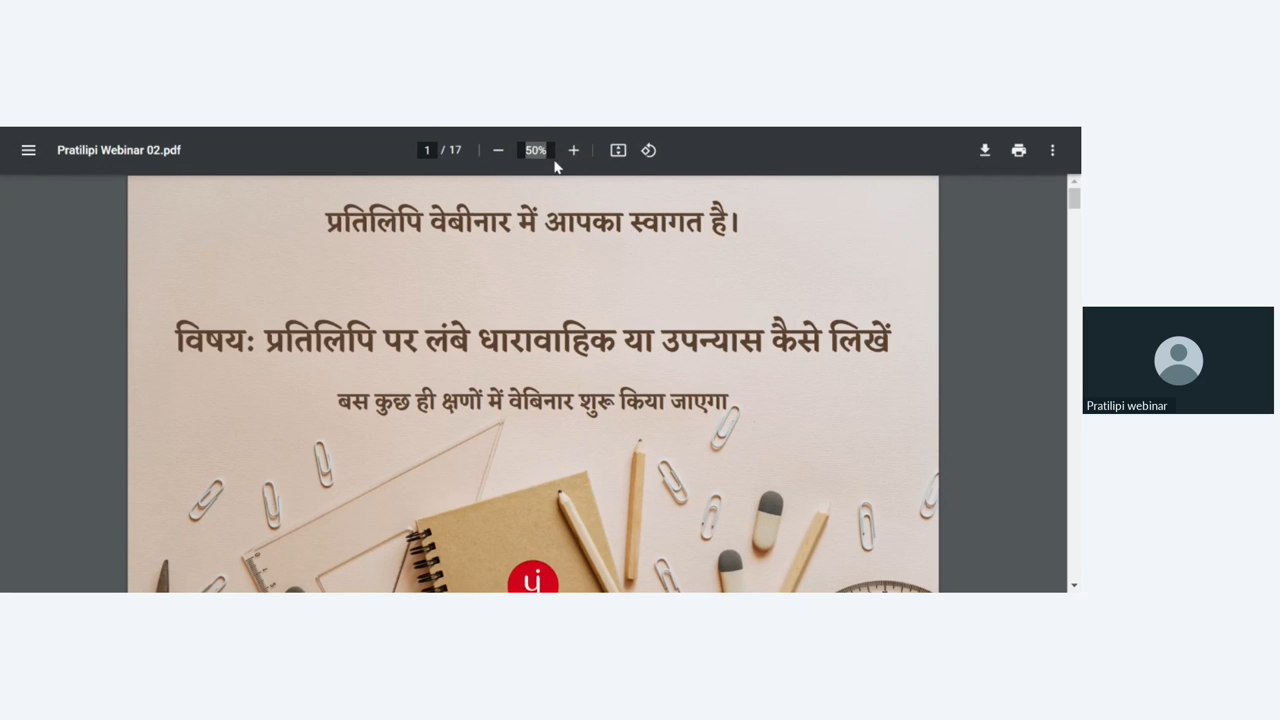 Pratilipi Webinar 02.pdf
1 / 17
50%
प्रतिलिपि वेबीनार में आपका स्वागत है।
विषय: प्रतिलिपि पर लंबे धारावाहिक या उपन्यास कैसे लिखें
बस कुछ ही क्षणों में वेबिनार शुरू किया जाएगा
Pratilipi webinar